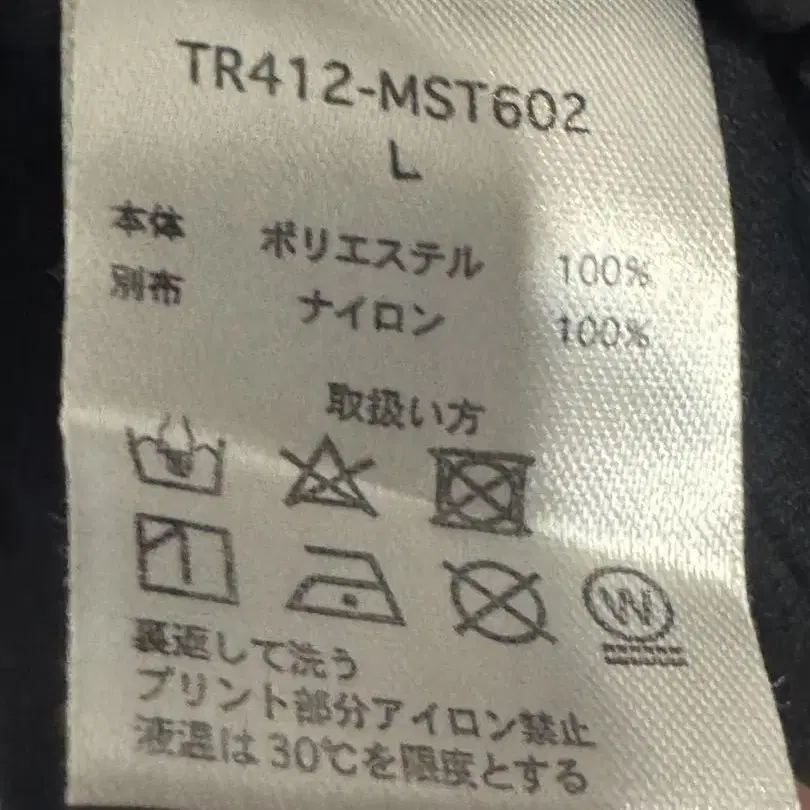 TR412-MST602
L
本体 ポリエステル 100%
別布 ナイロン 100%
取扱い方
W
裏返して洗う
プリント部分アイロン禁止
液温は30℃を限度とする